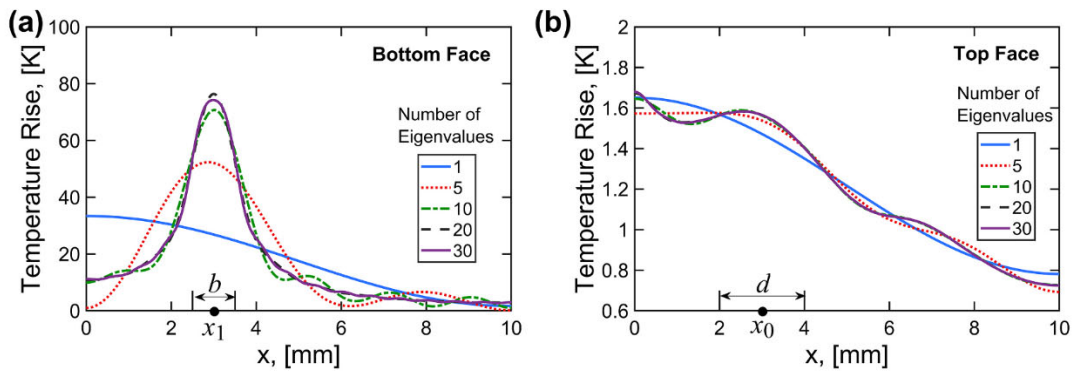 (a)
Temperature Rise, [K]
100
80
60
40
20
0
Bottom Face
Number of
Eigenvalues
1
5
10
20
30
b
0 2 4 6 8 10
x₁
x, [mm]
(b)
Temperature Rise, [K]
2
1.8
1.6
1.4
1.2
1
0.8
0.6
Top Face
Number of
Eigenvalues
1
5
10
20
30
d
0 2 4 6 8 10
x₀
x, [mm]